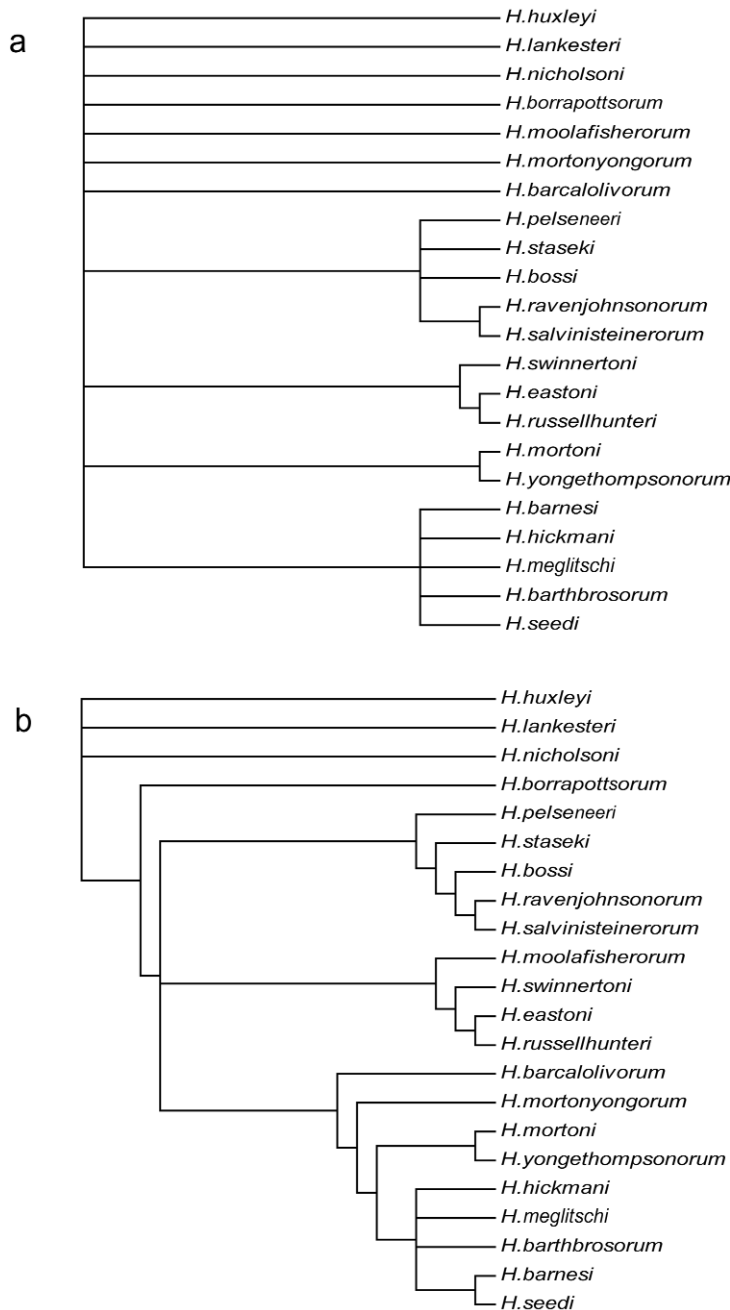 a
H.huxleyi
H.lankesteri
H.nicholsoni
H.borrapottsorum
H.moolafisherorum
H.mortonyongorum
H.barcalolivorum
H.pelseneeri
H.staseki
H.bossi
H.ravenjohnsonorum
H.salvinisteinerorum
H.swinnertoni
H.eastoni
H.russellhunteri
H.mortoni
H.yongethompsonorum
H.barnesi
H.hickmani
H.meglitschi
H.barthbrosorum
H.seedi
b
H.huxleyi
H.lankesteri
H.nicholsoni
H.borrapottsorum
H.pelseneeri
H.staseki
H.bossi
H.ravenjohnsonorum
H.salvinisteinerorum
H.moolafisherorum
H.swinnertoni
H.eastoni
H.russellhunteri
H.barcalolivorum
H.mortonyongorum
H.mortoni
H.yongethompsonorum
H.hickmani
H.meglitschi
H.barthbrosorum
H.barnesi
H.seedi